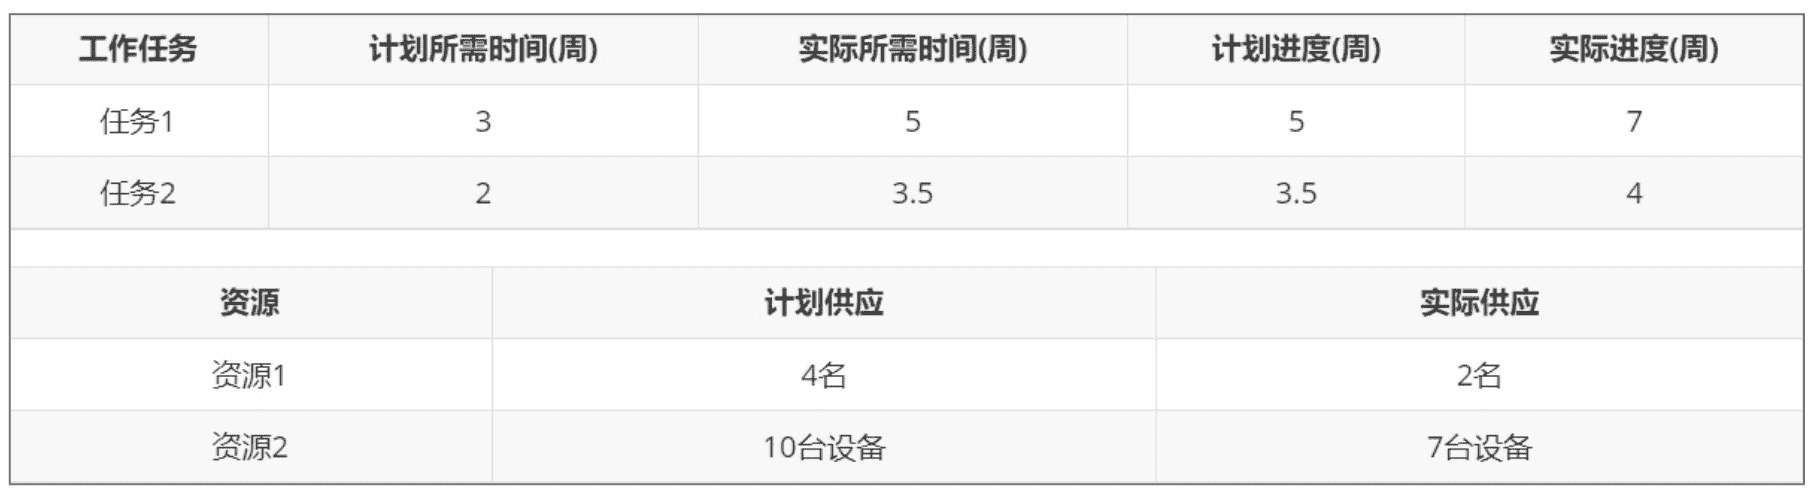 工作任务 计划所需时间(周) 实际所需时间(周) 计划进度(周) 实际进度(周)
任务1 3 5 5 7
任务2 2 3.5 3.5 4
资源 计划供应 实际供应
资源1 4名 2名
资源2 10台设备 7台设备